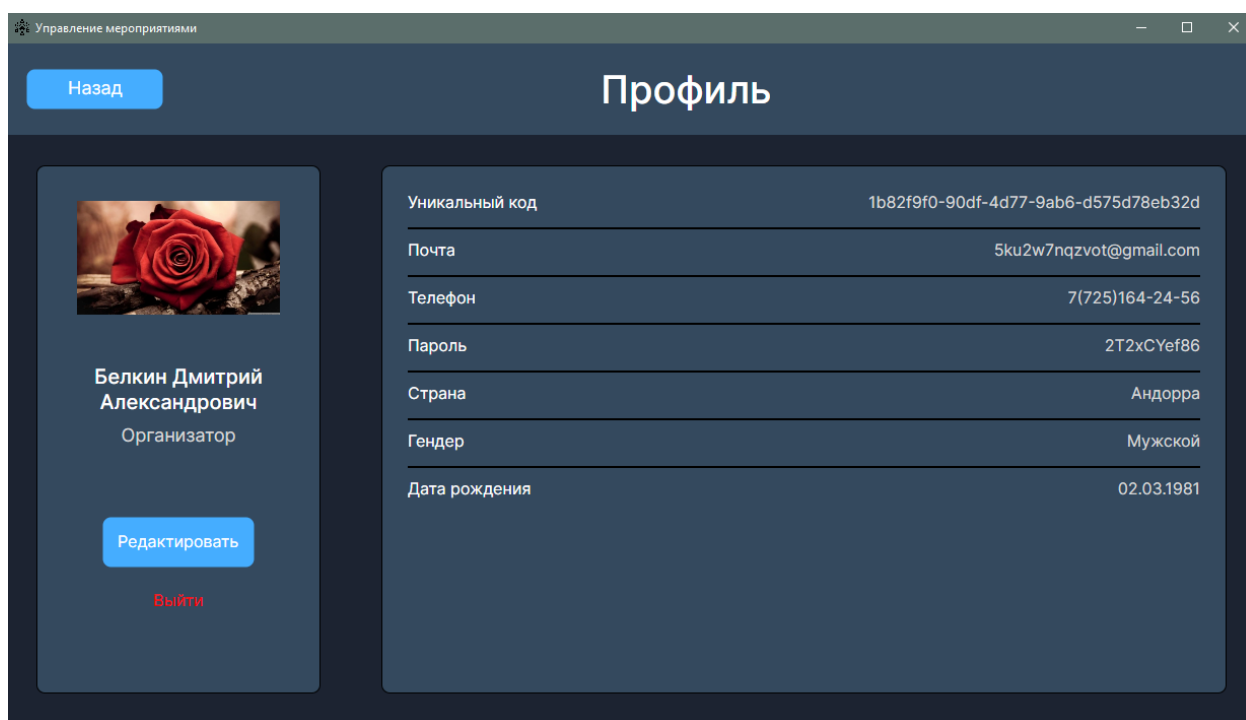 Управление мероприятиями
Назад
Профиль
Белкин Дмитрий
Александрович
Организатор
Редактировать
Выйти
Уникальный код 1b82f9f0-90df-4d77-9ab6-d575d78eb32d
Почта 5ku2w7nqzvot@gmail.com
Телефон 7(725)164-24-56
Пароль 2T2xCYef86
Страна Андорра
Гендер Мужской
Дата рождения 02.03.1981